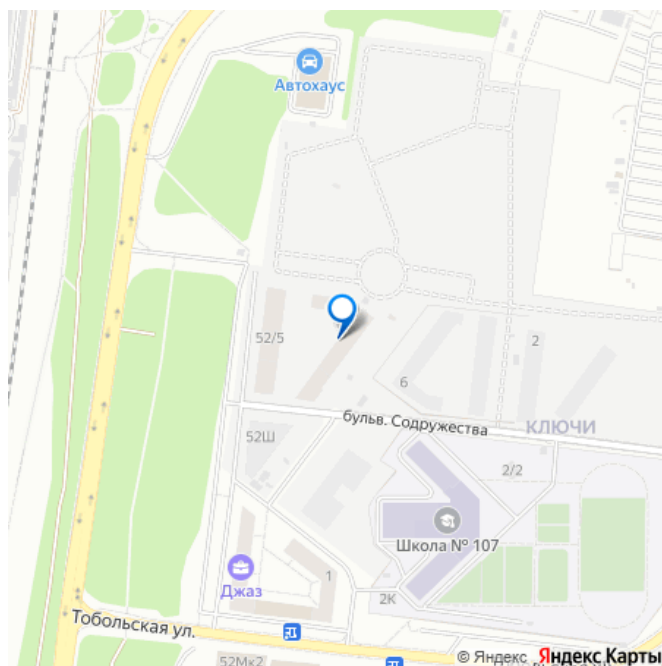 Автохаус
52/5
2
6
бульв. Содружества
КЛЮЧИ
52Ш
2/2
Школа № 107
Джаз
1
2К
Тобольская ул.
52Мк2
© Яндекс Яндекс Карты